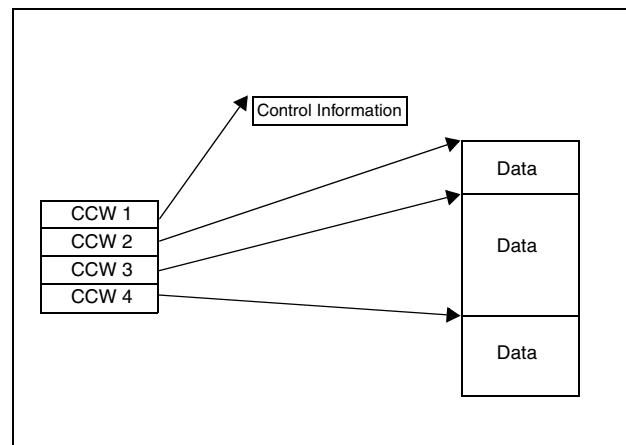 Control Information
CCW 1
CCW 2
CCW 3
CCW 4
Data
Data
Data